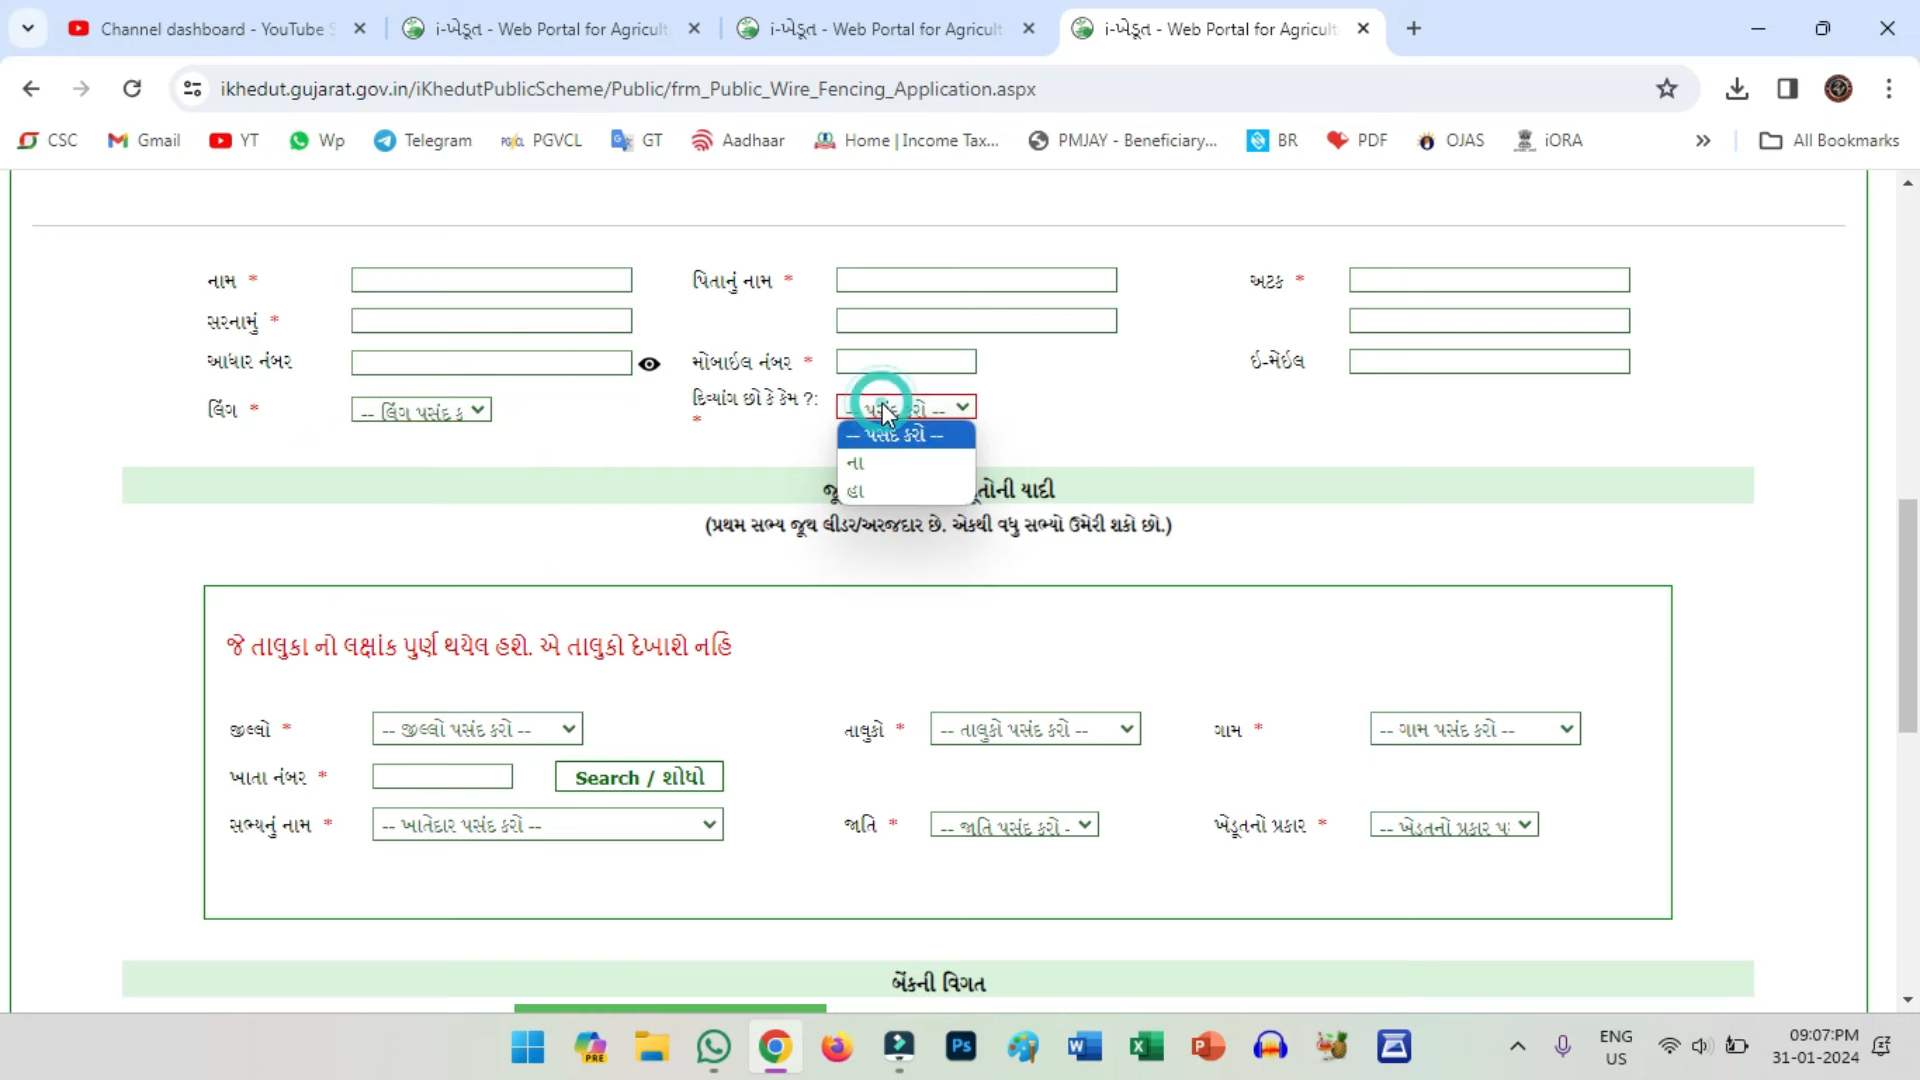 Channel dashboard - YouTube S
i-ખેડૂત - Web Portal for Agricult
i-ખેડૂત - Web Portal for Agricult
i-ખેડૂત - Web Portal for Agricult
ikhedut.gujarat.gov.in/iKhedutPublicScheme/Public/frm_Public_Wire_Fencing_Application.aspx
CSC Gmail YT Wp Telegram PGVCL GT Aadhaar Home | Income Tax... PMJAY - Beneficiary... BR PDF OJAS iORA » All Bookmarks
નામ * પિતાનું નામ * અટક *
સરનામું *
આધાર નંબર મોબાઈલ નંબર * ઈ-મેઈલ
લિંગ * -- લિંગ પસંદ ક દિવ્યાંગ છો કે કેમ ?: * -- પસંદ કરો --
-- પસંદ કરો --
ના
હા
તોની યાદી
(પ્રથમ સભ્ય જૂથ લીડર/અરજદાર છે. એકથી વધુ સભ્યો ઉમેરી શકો છો.)
જે તાલુકા નો લક્ષાંક પુર્ણ થયેલ હશે. એ તાલુકો દેખાશે નહિ
જીલ્લો * -- જીલ્લો પસંદ કરો -- તાલુકો * -- તાલુકો પસંદ કરો -- ગામ * -- ગામ પસંદ કરો --
ખાતા નંબર * Search / શોધો
સભ્યનું નામ * -- ખાતેદાર પસંદ કરો -- જાતિ * -- જાતિ પસંદ કરો - ખેડૂતનો પ્રકાર * -- ખેડૂતનો પ્રકાર પ
બેંકની વિગત
PRE
Ps
ENG
US
09:07:PM
31-01-2024